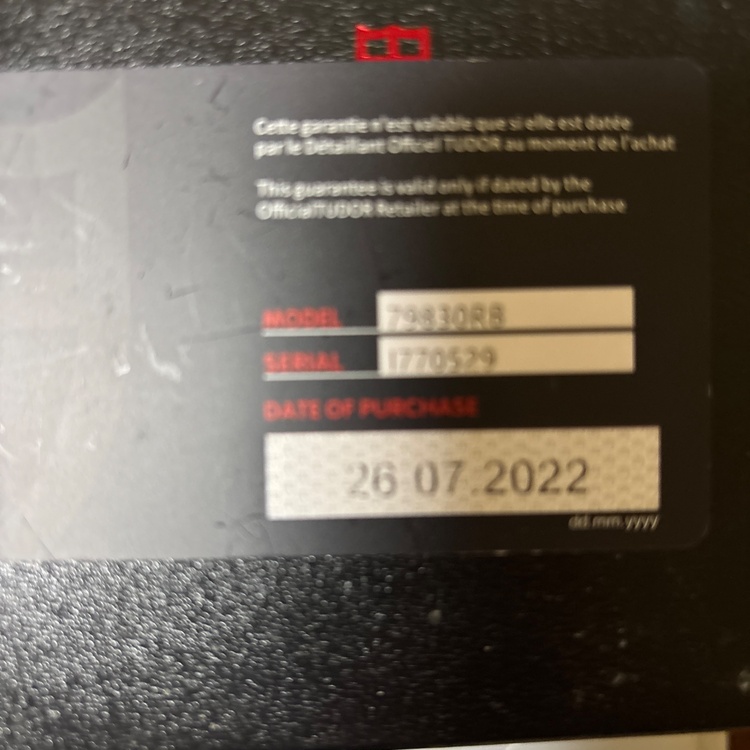 Cette garantie n'est valable que si elle est datée
par le Détaillant Officiel TUDOR au moment de l'achat
This guarantee is valid only if dated by the
Official TUDOR Retailer at the time of purchase
MODEL 79830RB
SERIAL I770529
DATE OF PURCHASE
26 07.2022
dd.mm.yyyy